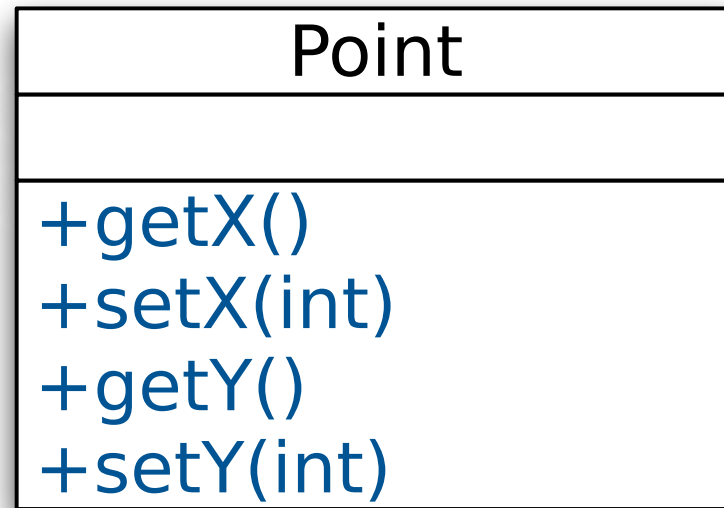 Point
+getX()
+setX(int)
+getY()
+setY(int)